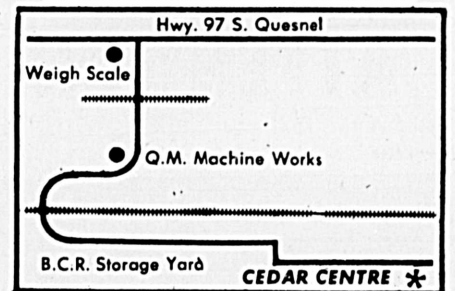 Hwy. 97 S. Quesnel
Weigh Scale
Q.M. Machine Works
B.C.R. Storage Yard
CEDAR CENTRE *